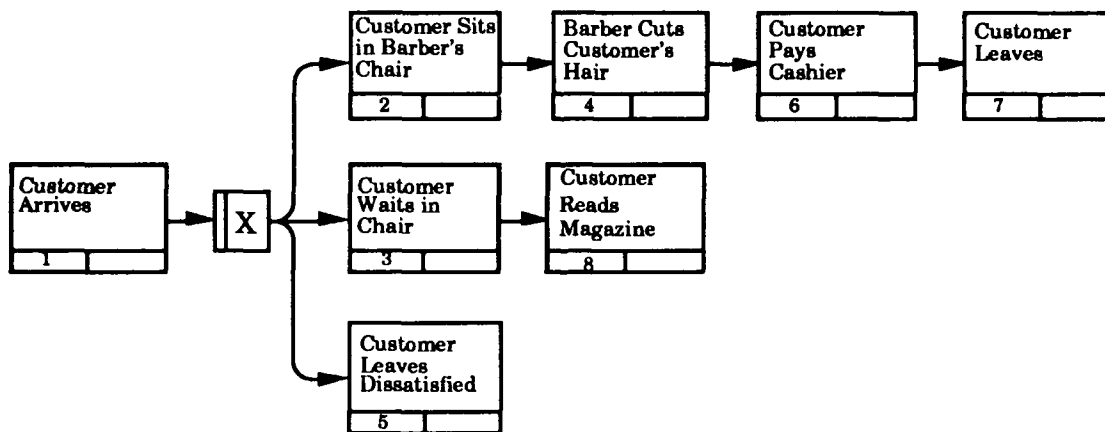 Customer Sits
in Barber's
Chair
2
Barber Cuts
Customer's
Hair
4
Customer
Pays
Cashier
6
Customer
Leaves
7
Customer
Arrives
1
X
Customer
Waits in
Chair
3
Customer
Reads
Magazine
8
Customer
Leaves
Dissatisfied
5